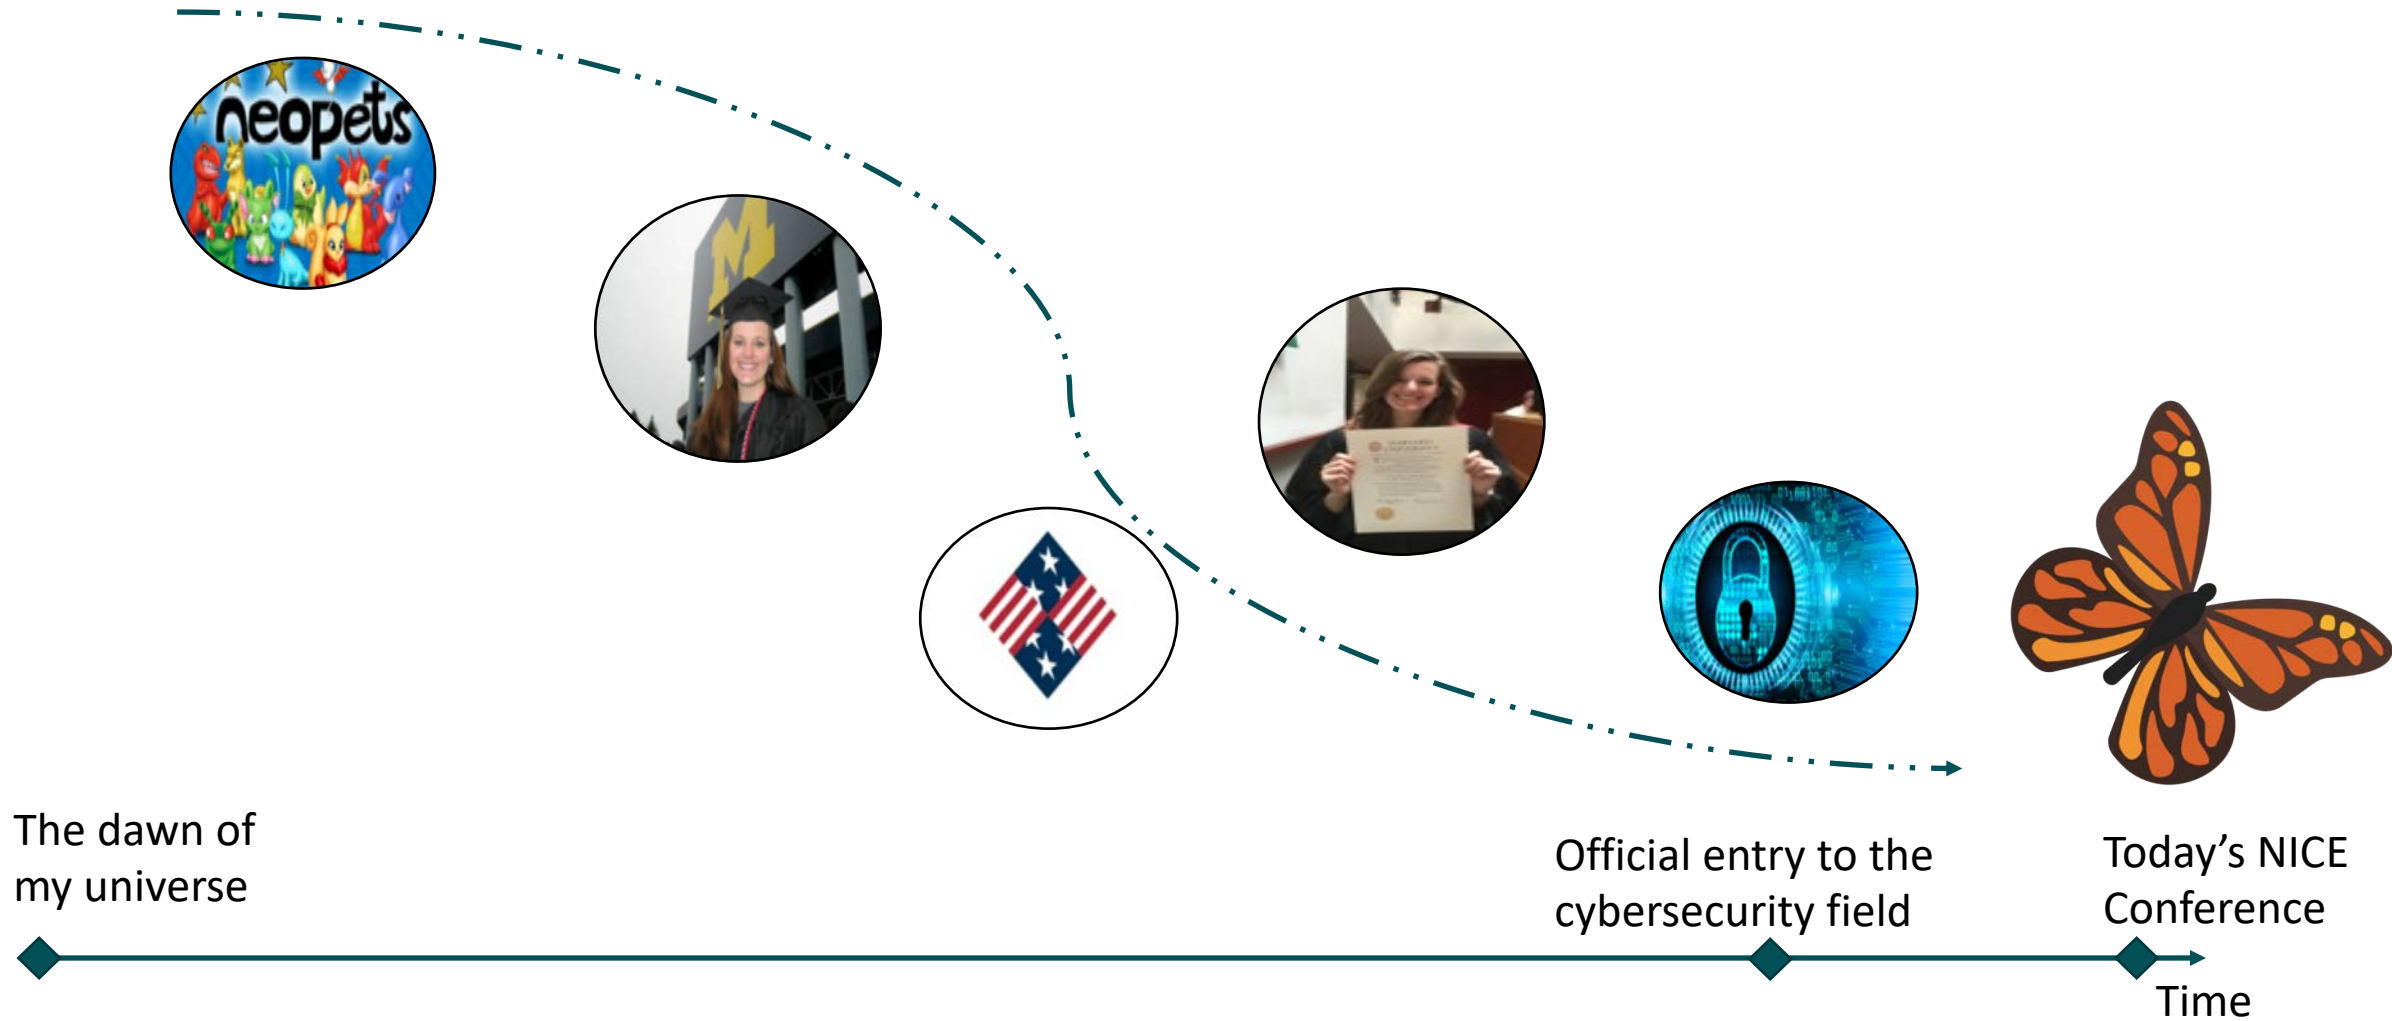 neopets
M
The dawn of
my universe
Official entry to the
cybersecurity field
Today's NICE
Conference
Time